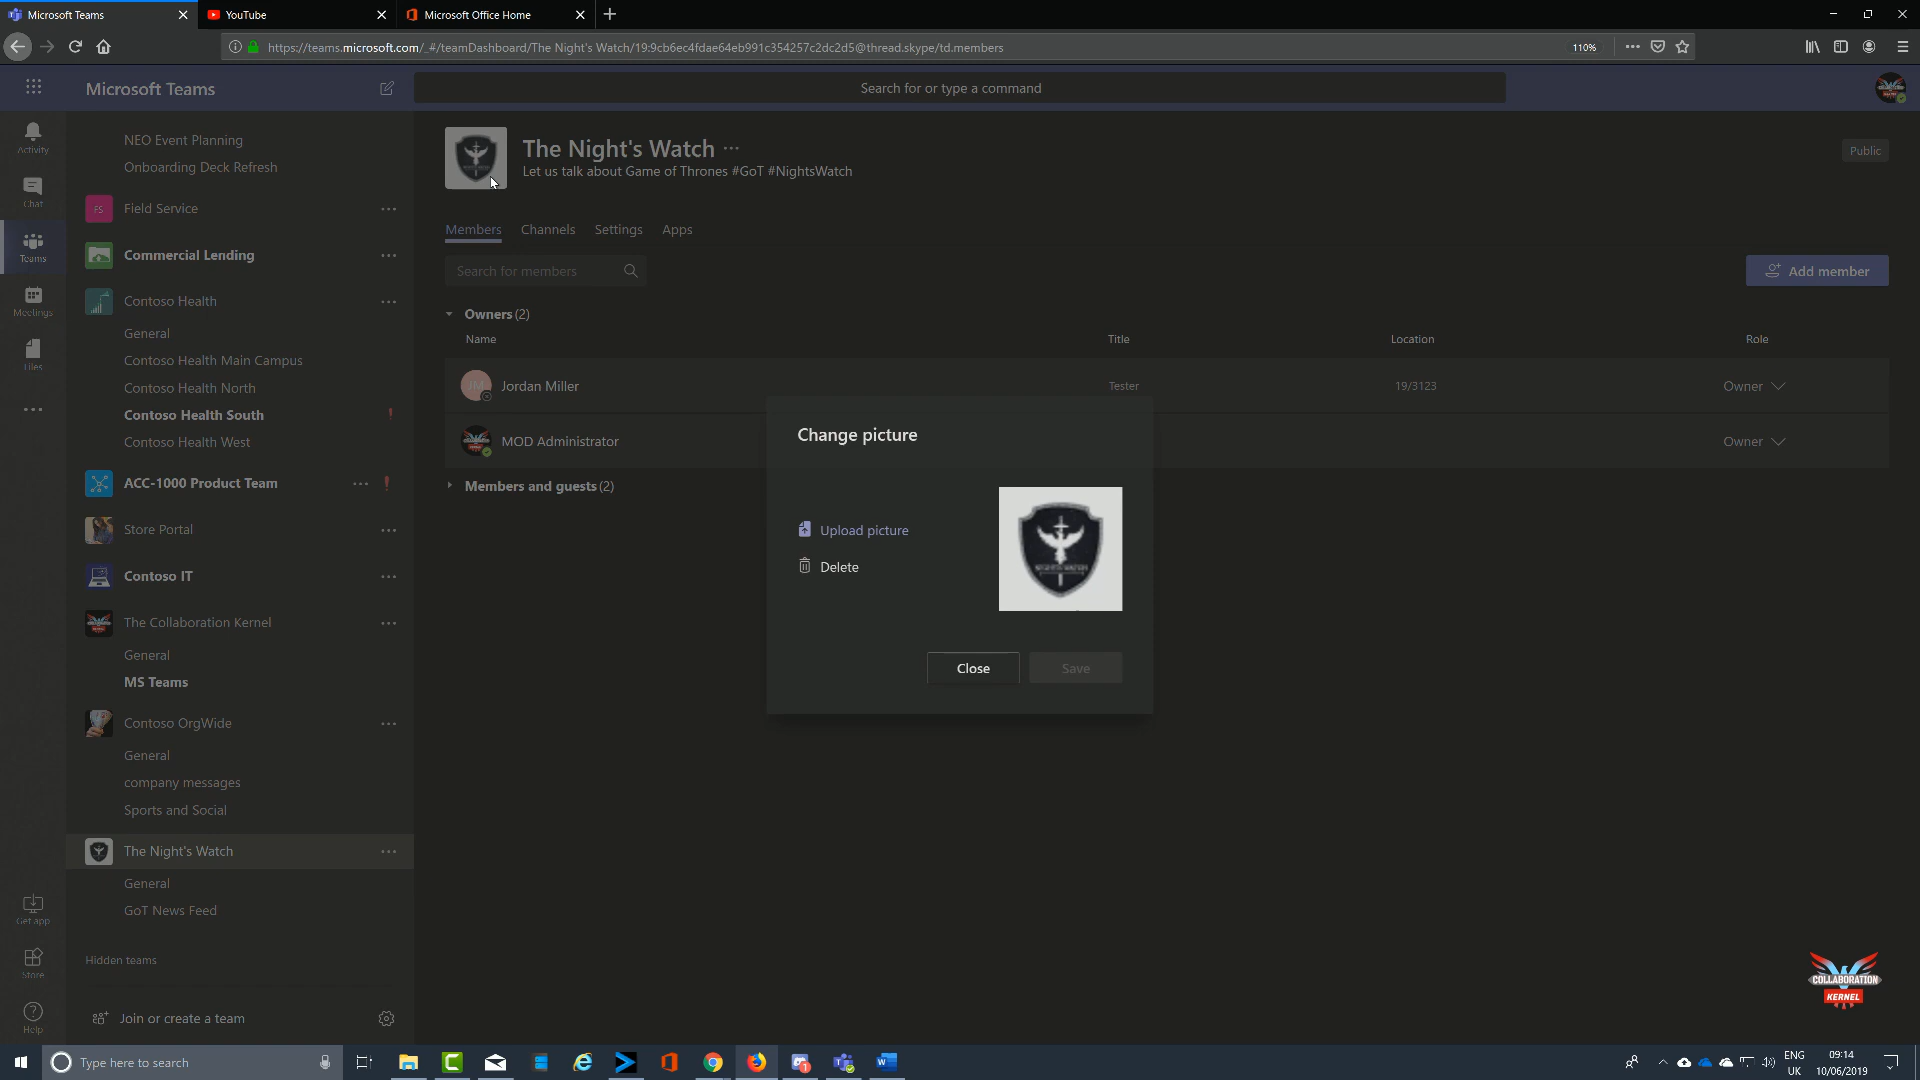 Microsoft Teams
YouTube
Microsoft Office Home
https://teams.microsoft.com/_#/teamDashboard/The Night's Watch/19:9cb6ec4fdae64eb991c354257c2dc2d5@thread.skype/td.members
110%
Microsoft Teams
Search for or type a command
Activity
Chat
Teams
Meetings
Files
Get app
Store
Help
NEO Event Planning
Onboarding Deck Refresh
FS
Field Service
Commercial Lending
Contoso Health
General
Contoso Health Main Campus
Contoso Health North
Contoso Health South
Contoso Health West
ACC-1000 Product Team
Store Portal
Contoso IT
The Collaboration Kernel
General
MS Teams
Contoso OrgWide
General
company messages
Sports and Social
The Night's Watch
General
GoT News Feed
Hidden teams
Join or create a team
The Night's Watch
Let us talk about Game of Thrones #GoT #NightsWatch
Public
Members Channels Settings Apps
Search for members
Add member
Owners (2)
Name Title Location Role
JM Jordan Miller Tester 19/3123 Owner
MOD Administrator Owner
Members and guests (2)
Change picture
Upload picture
Delete
NIGHTS WATCH
Close Save
COLLABORATION
KERNEL
Type here to search
1
ENG
UK
09:14
10/06/2019